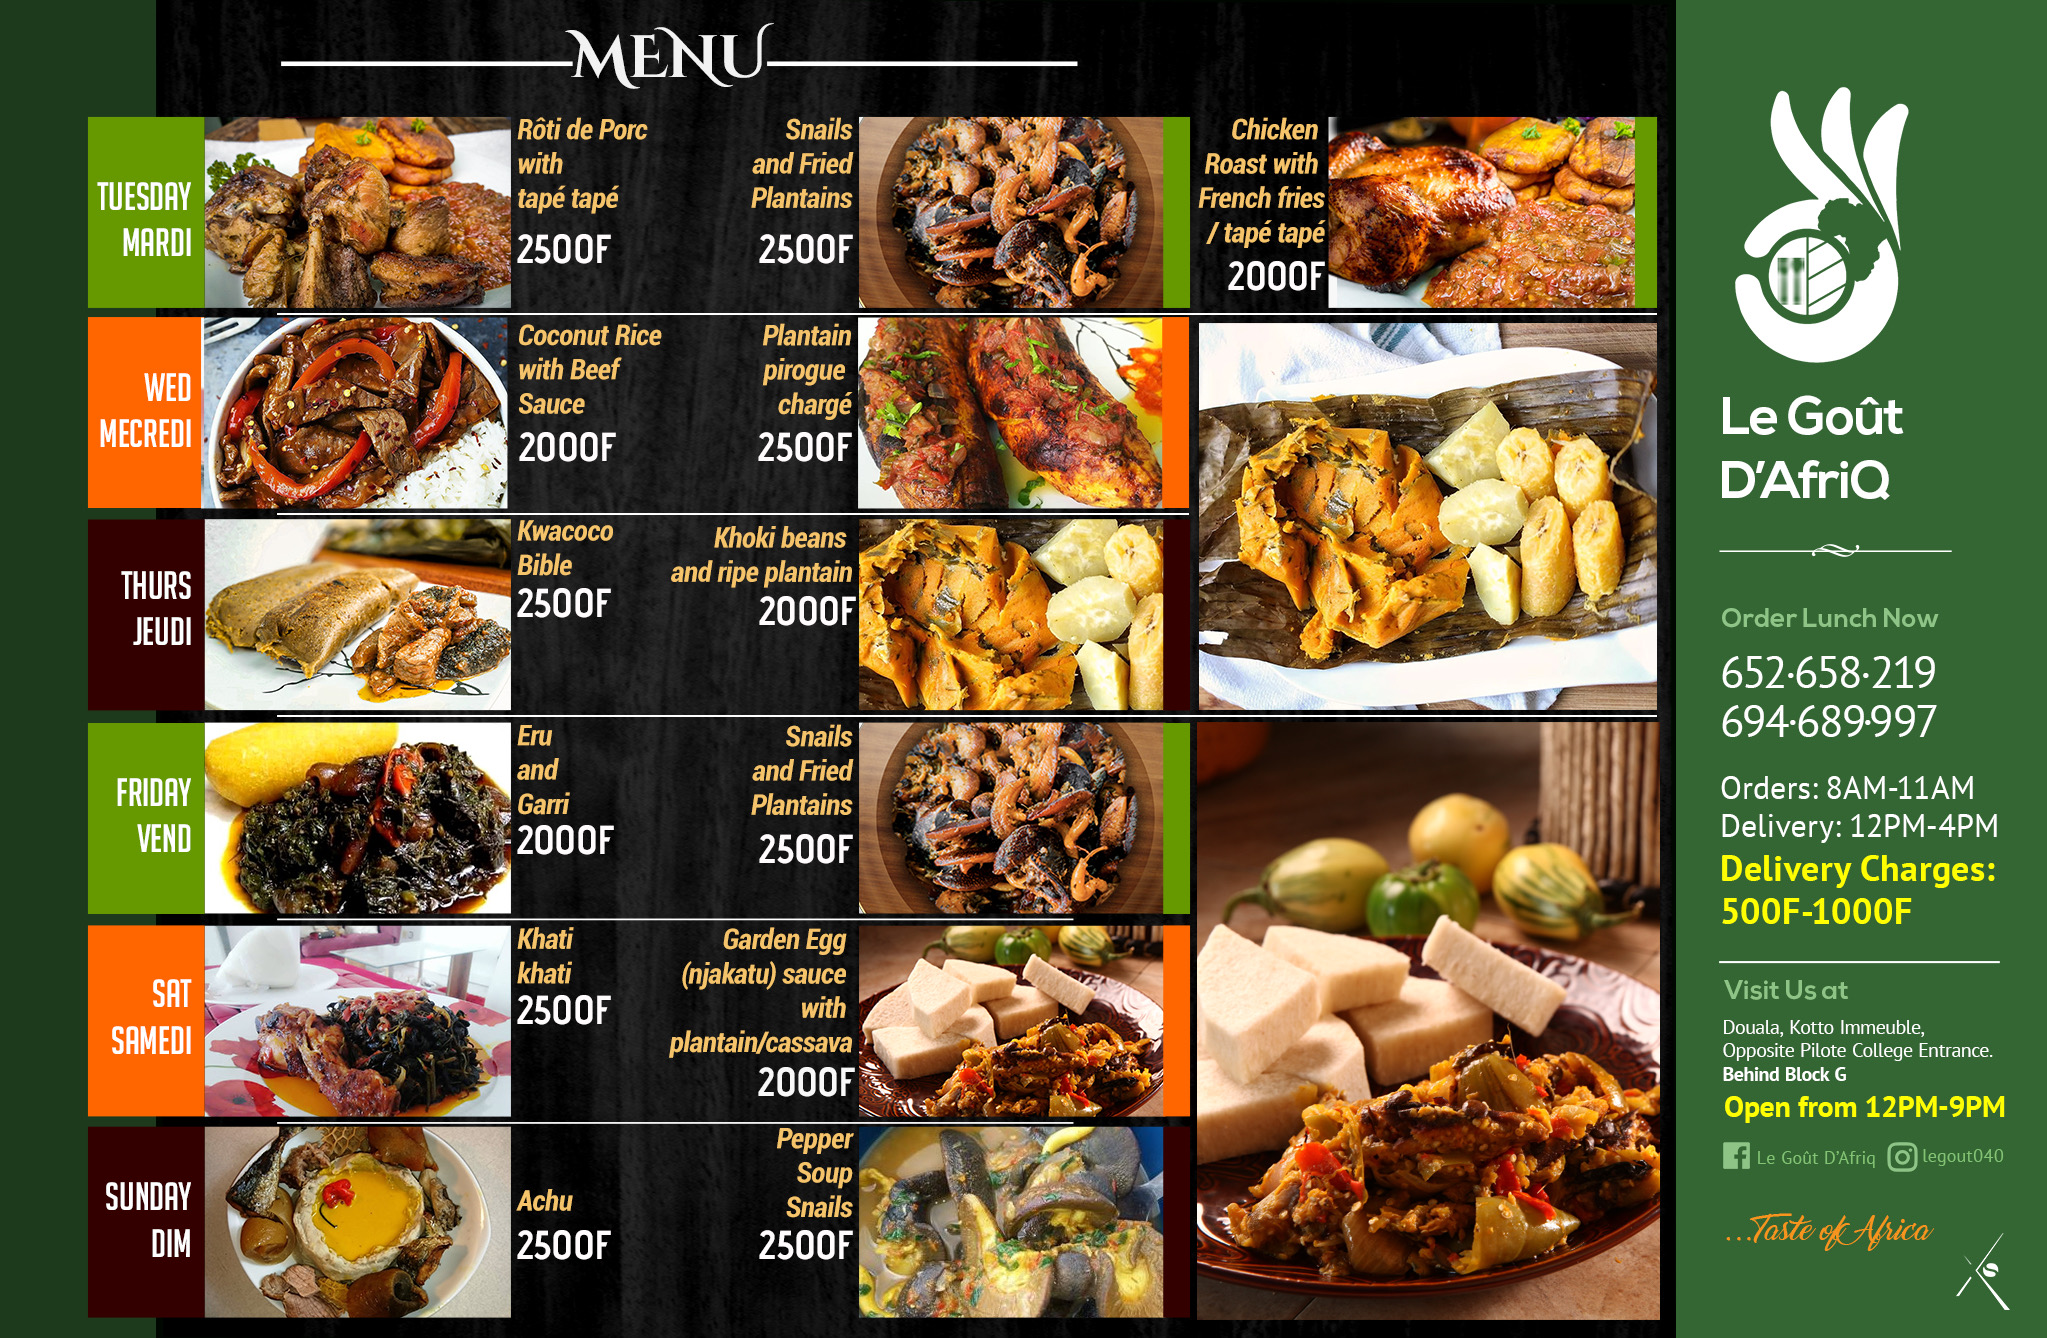 MENU
TUESDAY
MARDI
Rôti de Porc
with
tapé tapé
2500F
Snails
and Fried
Plantains
2500F
Chicken
Roast with
French fries
/ tapé tapé
2000F
WED
MECREDI
Coconut Rice
with Beef
Sauce
2000F
Plantain
pirogue
chargé
2500F
THURS
JEUDI
Kwacoco
Bible
2500F
Khoki beans
and ripe plantain
2000F
FRIDAY
VEND
Eru
and
Garri
2000F
Snails
and Fried
Plantains
2500F
SAT
SAMEDI
Khati
khati
2500F
Garden Egg
(njakatu) sauce
with
plantain/cassava
2000F
SUNDAY
DIM
Achu
2500F
Pepper
Soup
Snails
2500F
Le Goût
D'AfriQ
Order Lunch Now
652·658·219
694·689·997
Orders: 8AM-11AM
Delivery: 12PM-4PM
Delivery Charges:
500F-1000F
Visit Us at
Douala, Kotto Immeuble,
Opposite Pilote College Entrance.
Behind Block G
Open from 12PM-9PM
Le Goût D'Afriq legout040
...Taste of Africa